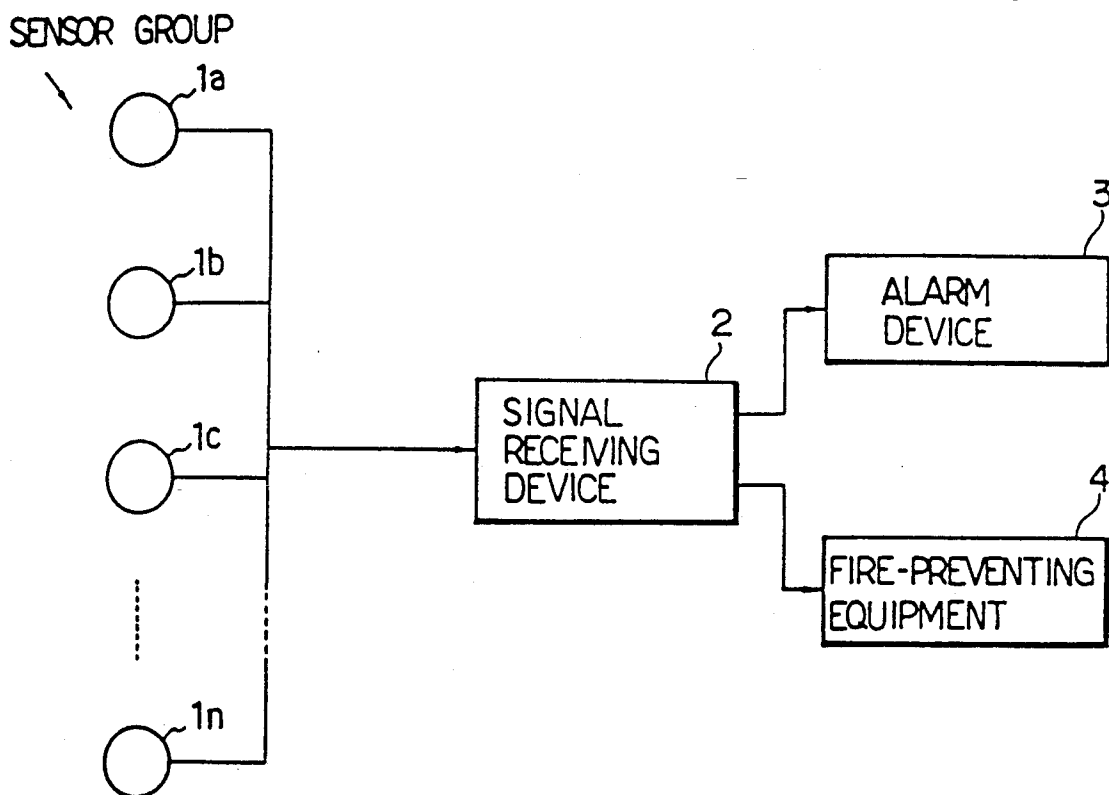 SENSOR GROUP
1a
1b
1c
1n
2
SIGNAL
RECEIVING
DEVICE
3
ALARM
DEVICE
4
FIRE-PREVENTING
EQUIPMENT